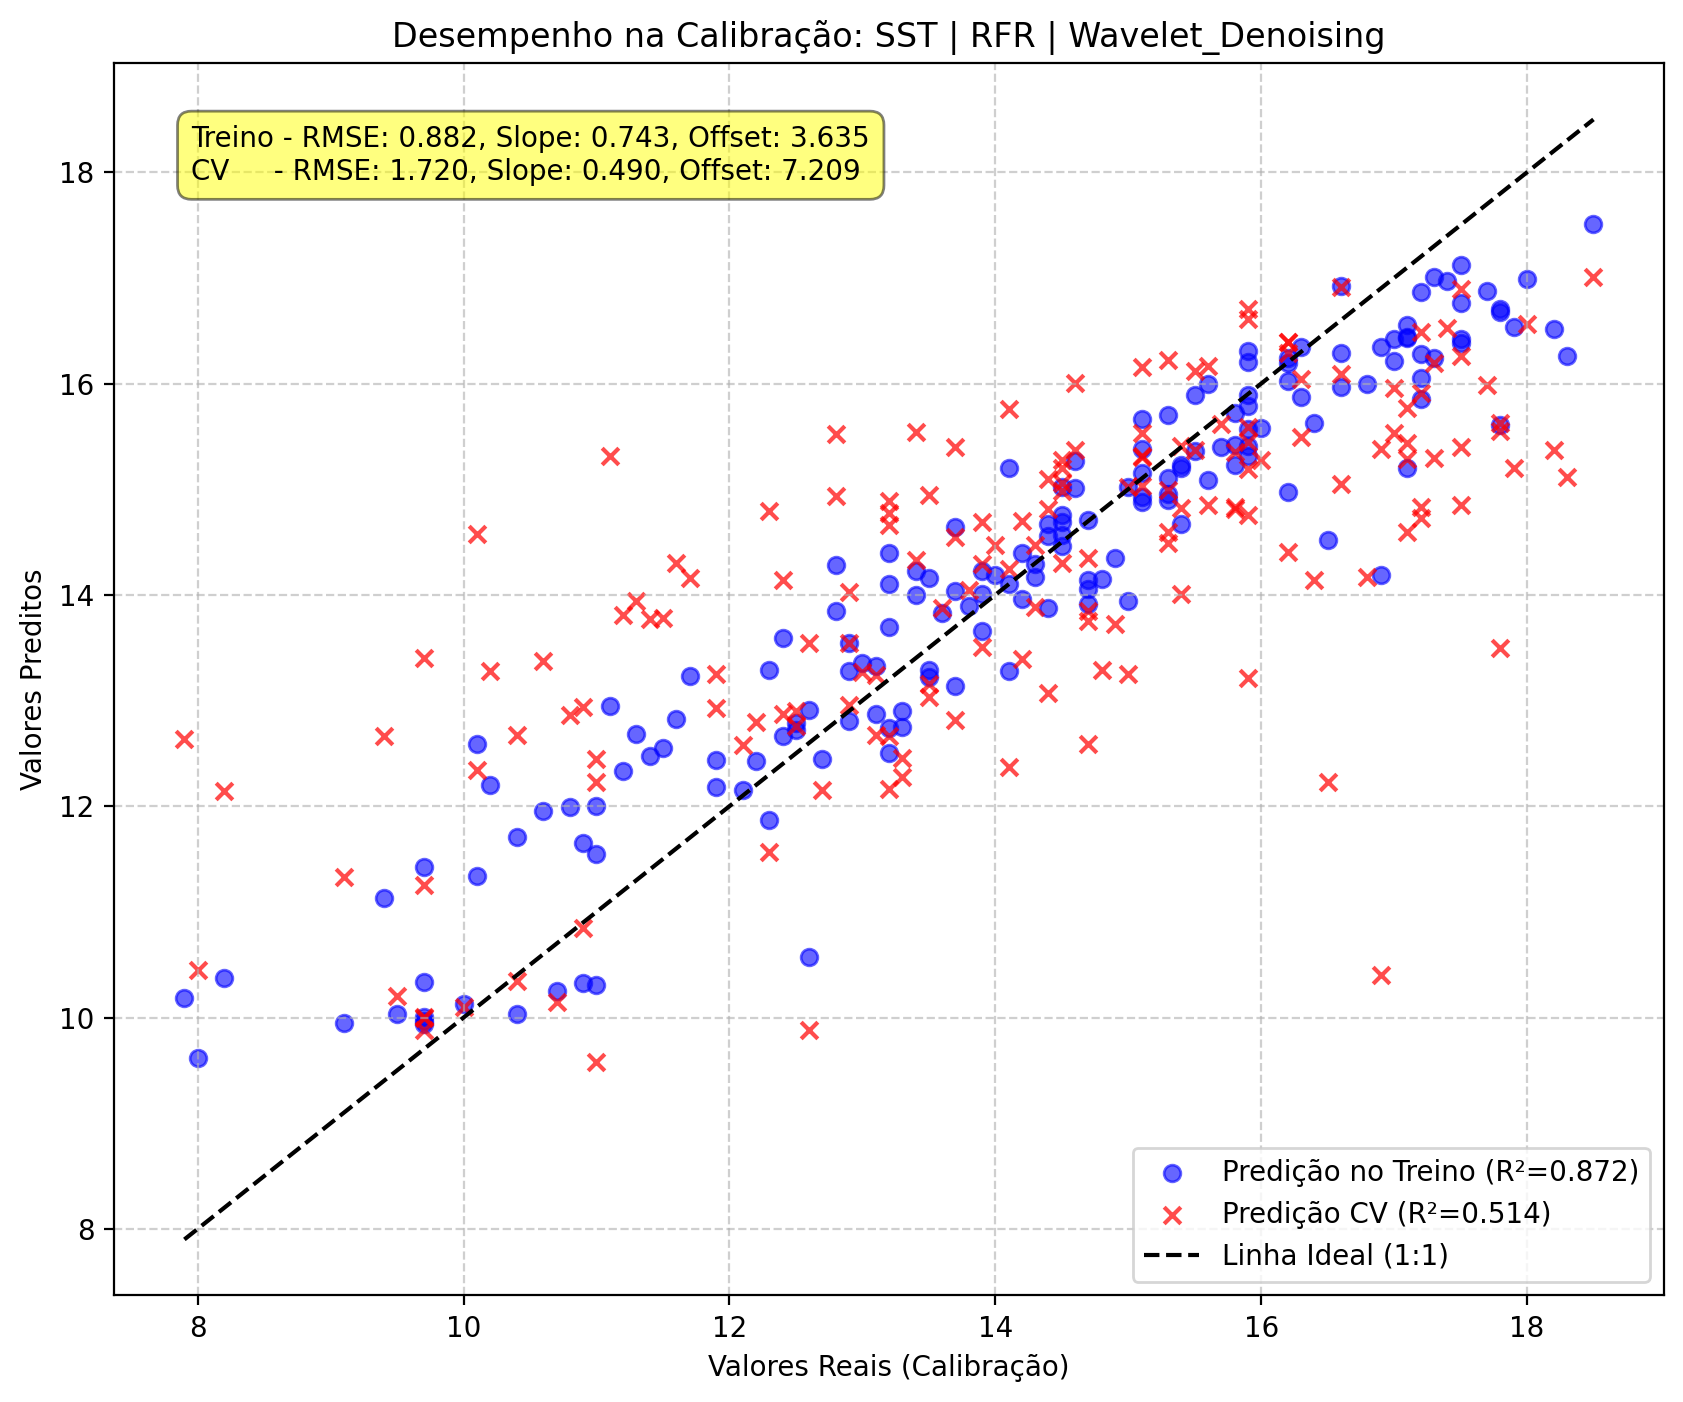 Desempenho na Calibração: SST | RFR | Wavelet_Denoising
Treino - RMSE: 0.882, Slope: 0.743, Offset: 3.635
CV - RMSE: 1.720, Slope: 0.490, Offset: 7.209
Valores Preditos
18
16
14
12
10
8
Predição no Treino (R²=0.872)
Predição CV (R²=0.514)
Linha Ideal (1:1)
8 10 12 14 16 18
Valores Reais (Calibração)